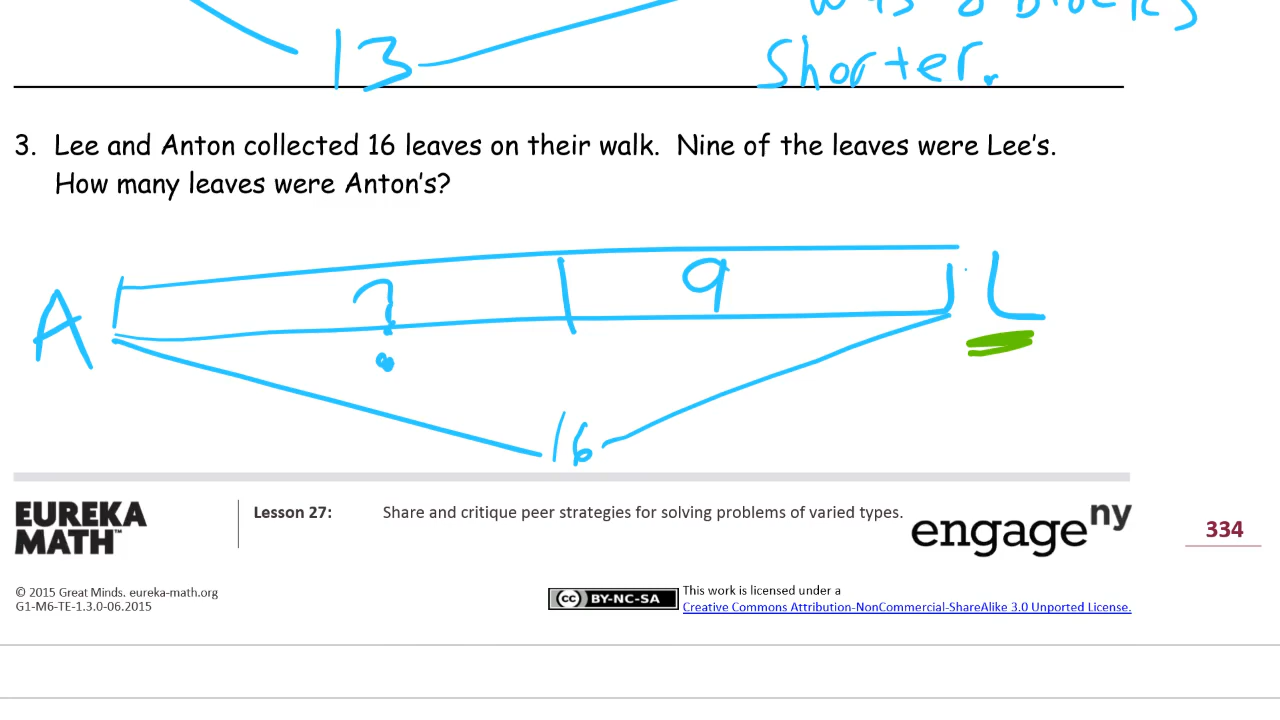 13
shorter.
3. Lee and Anton collected 16 leaves on their walk. Nine of the leaves were Lee's.
How many leaves were Anton's?
A ? 9 L
16
EUREKA
MATH™
Lesson 27: Share and critique peer strategies for solving problems of varied types.
engage ny
334
© 2015 Great Minds. eureka-math.org
G1-M6-TE-1.3.0-06.2015
cc BY-NC-SA
This work is licensed under a
Creative Commons Attribution-NonCommercial-ShareAlike 3.0 Unported License.